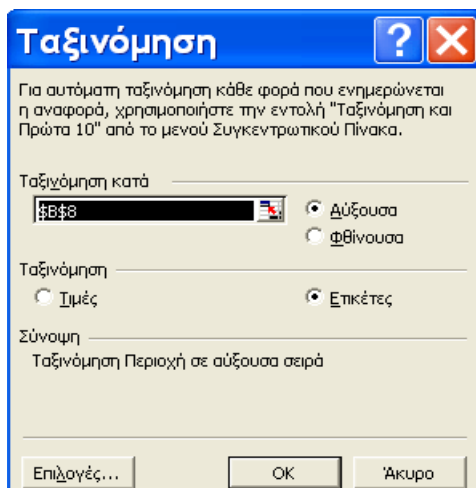 Ταξινόμηση
Για αυτόματη ταξινόμηση κάθε φορά που ενημερώνεται
η αναφορά, χρησιμοποιήστε την εντολή "Ταξινόμηση και
Πρώτα 10" από το μενού Συγκεντρωτικού Πίνακα.
Ταξινόμηση κατά
$B$8
Αύξουσα
Φθίνουσα
Ταξινόμηση
Τιμές
Ετικέτες
Σύνοψη
Ταξινόμηση Περιοχή σε αύξουσα σειρά
Επιλογές...
OK
Άκυρο